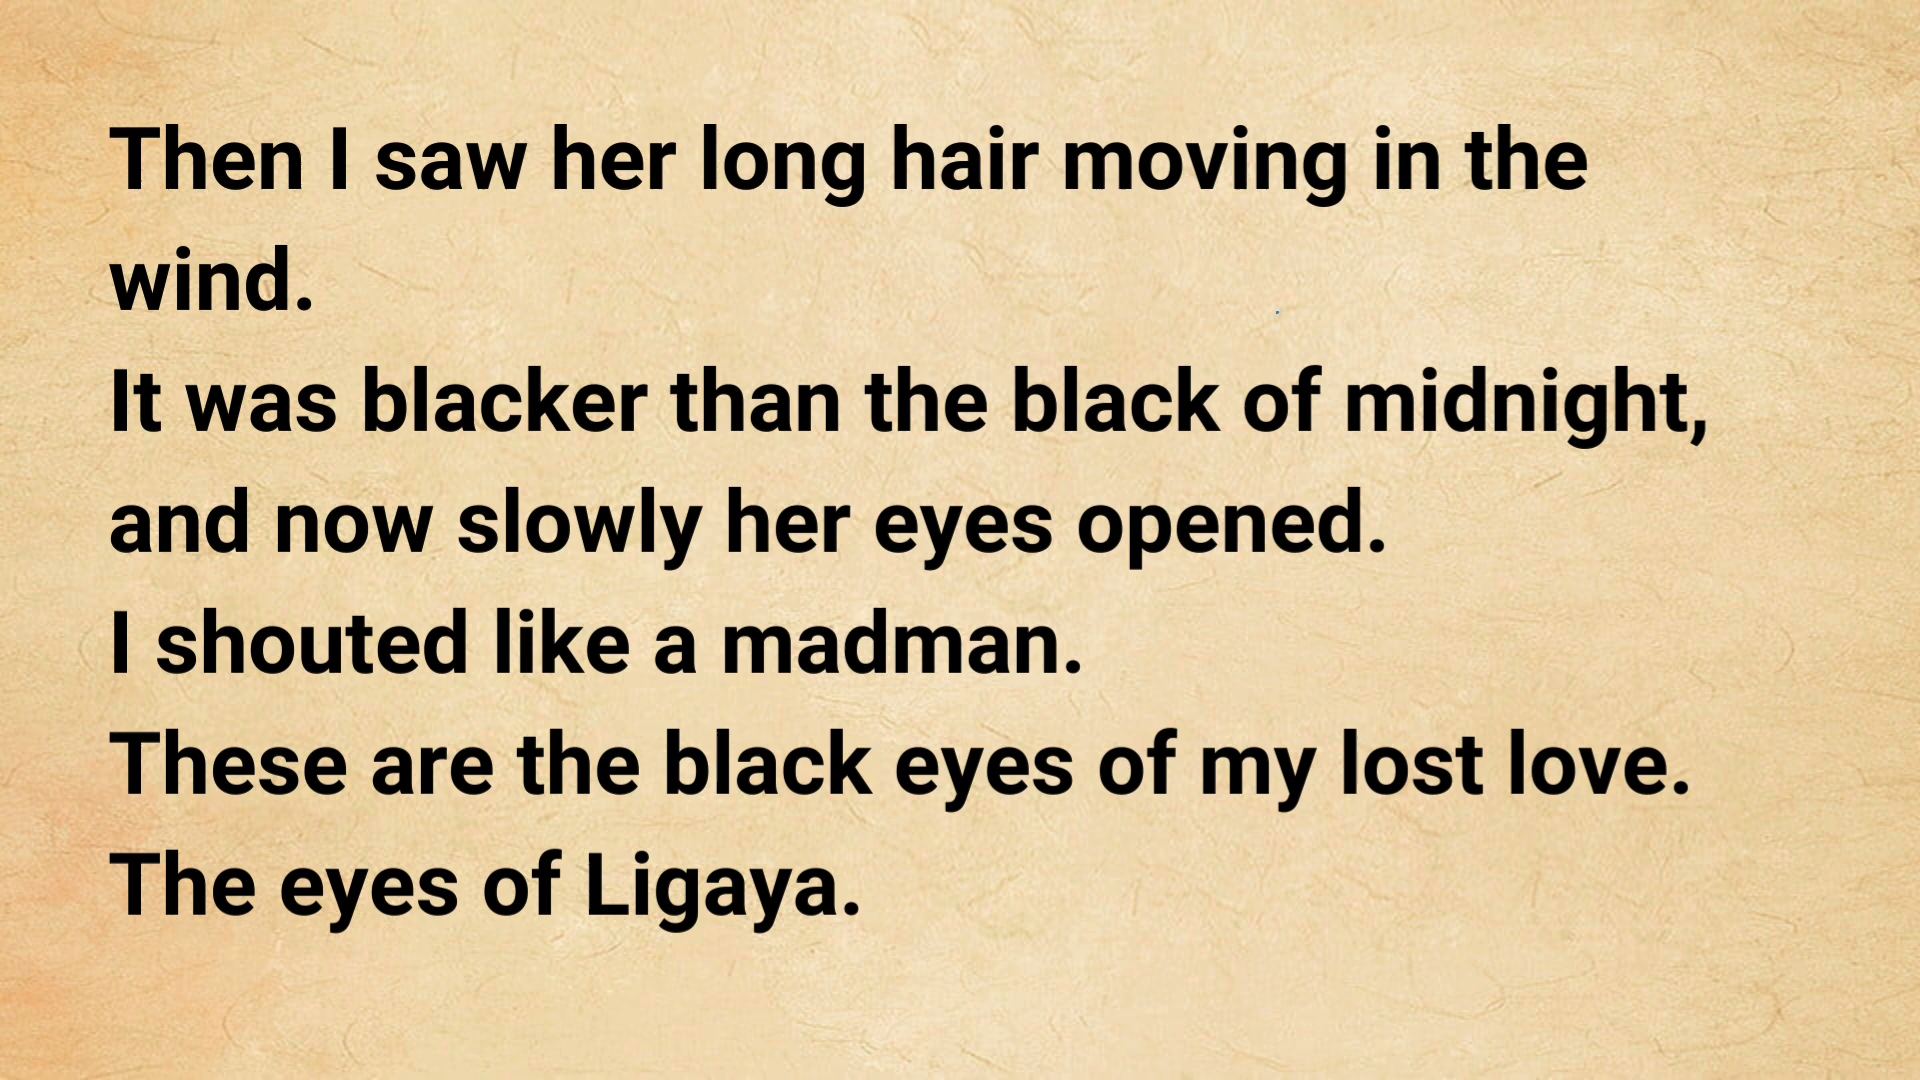 Then I saw her long hair moving in the
wind.
It was blacker than the black of midnight,
and now slowly her eyes opened.
I shouted like a madman.
These are the black eyes of my lost love.
The eyes of Ligaya.